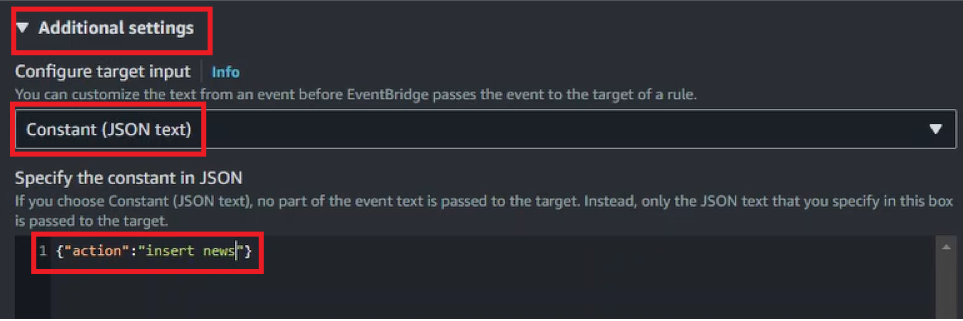 Additional settings
Configure target input Info
You can customize the text from an event before EventBridge passes the event to the target of a rule.
Constant (JSON text)
Specify the constant in JSON
If you choose Constant (JSON text), no part of the event text is passed to the target. Instead, only the JSON text that you specify in this box
is passed to the target.
1 {"action":"insert news"}